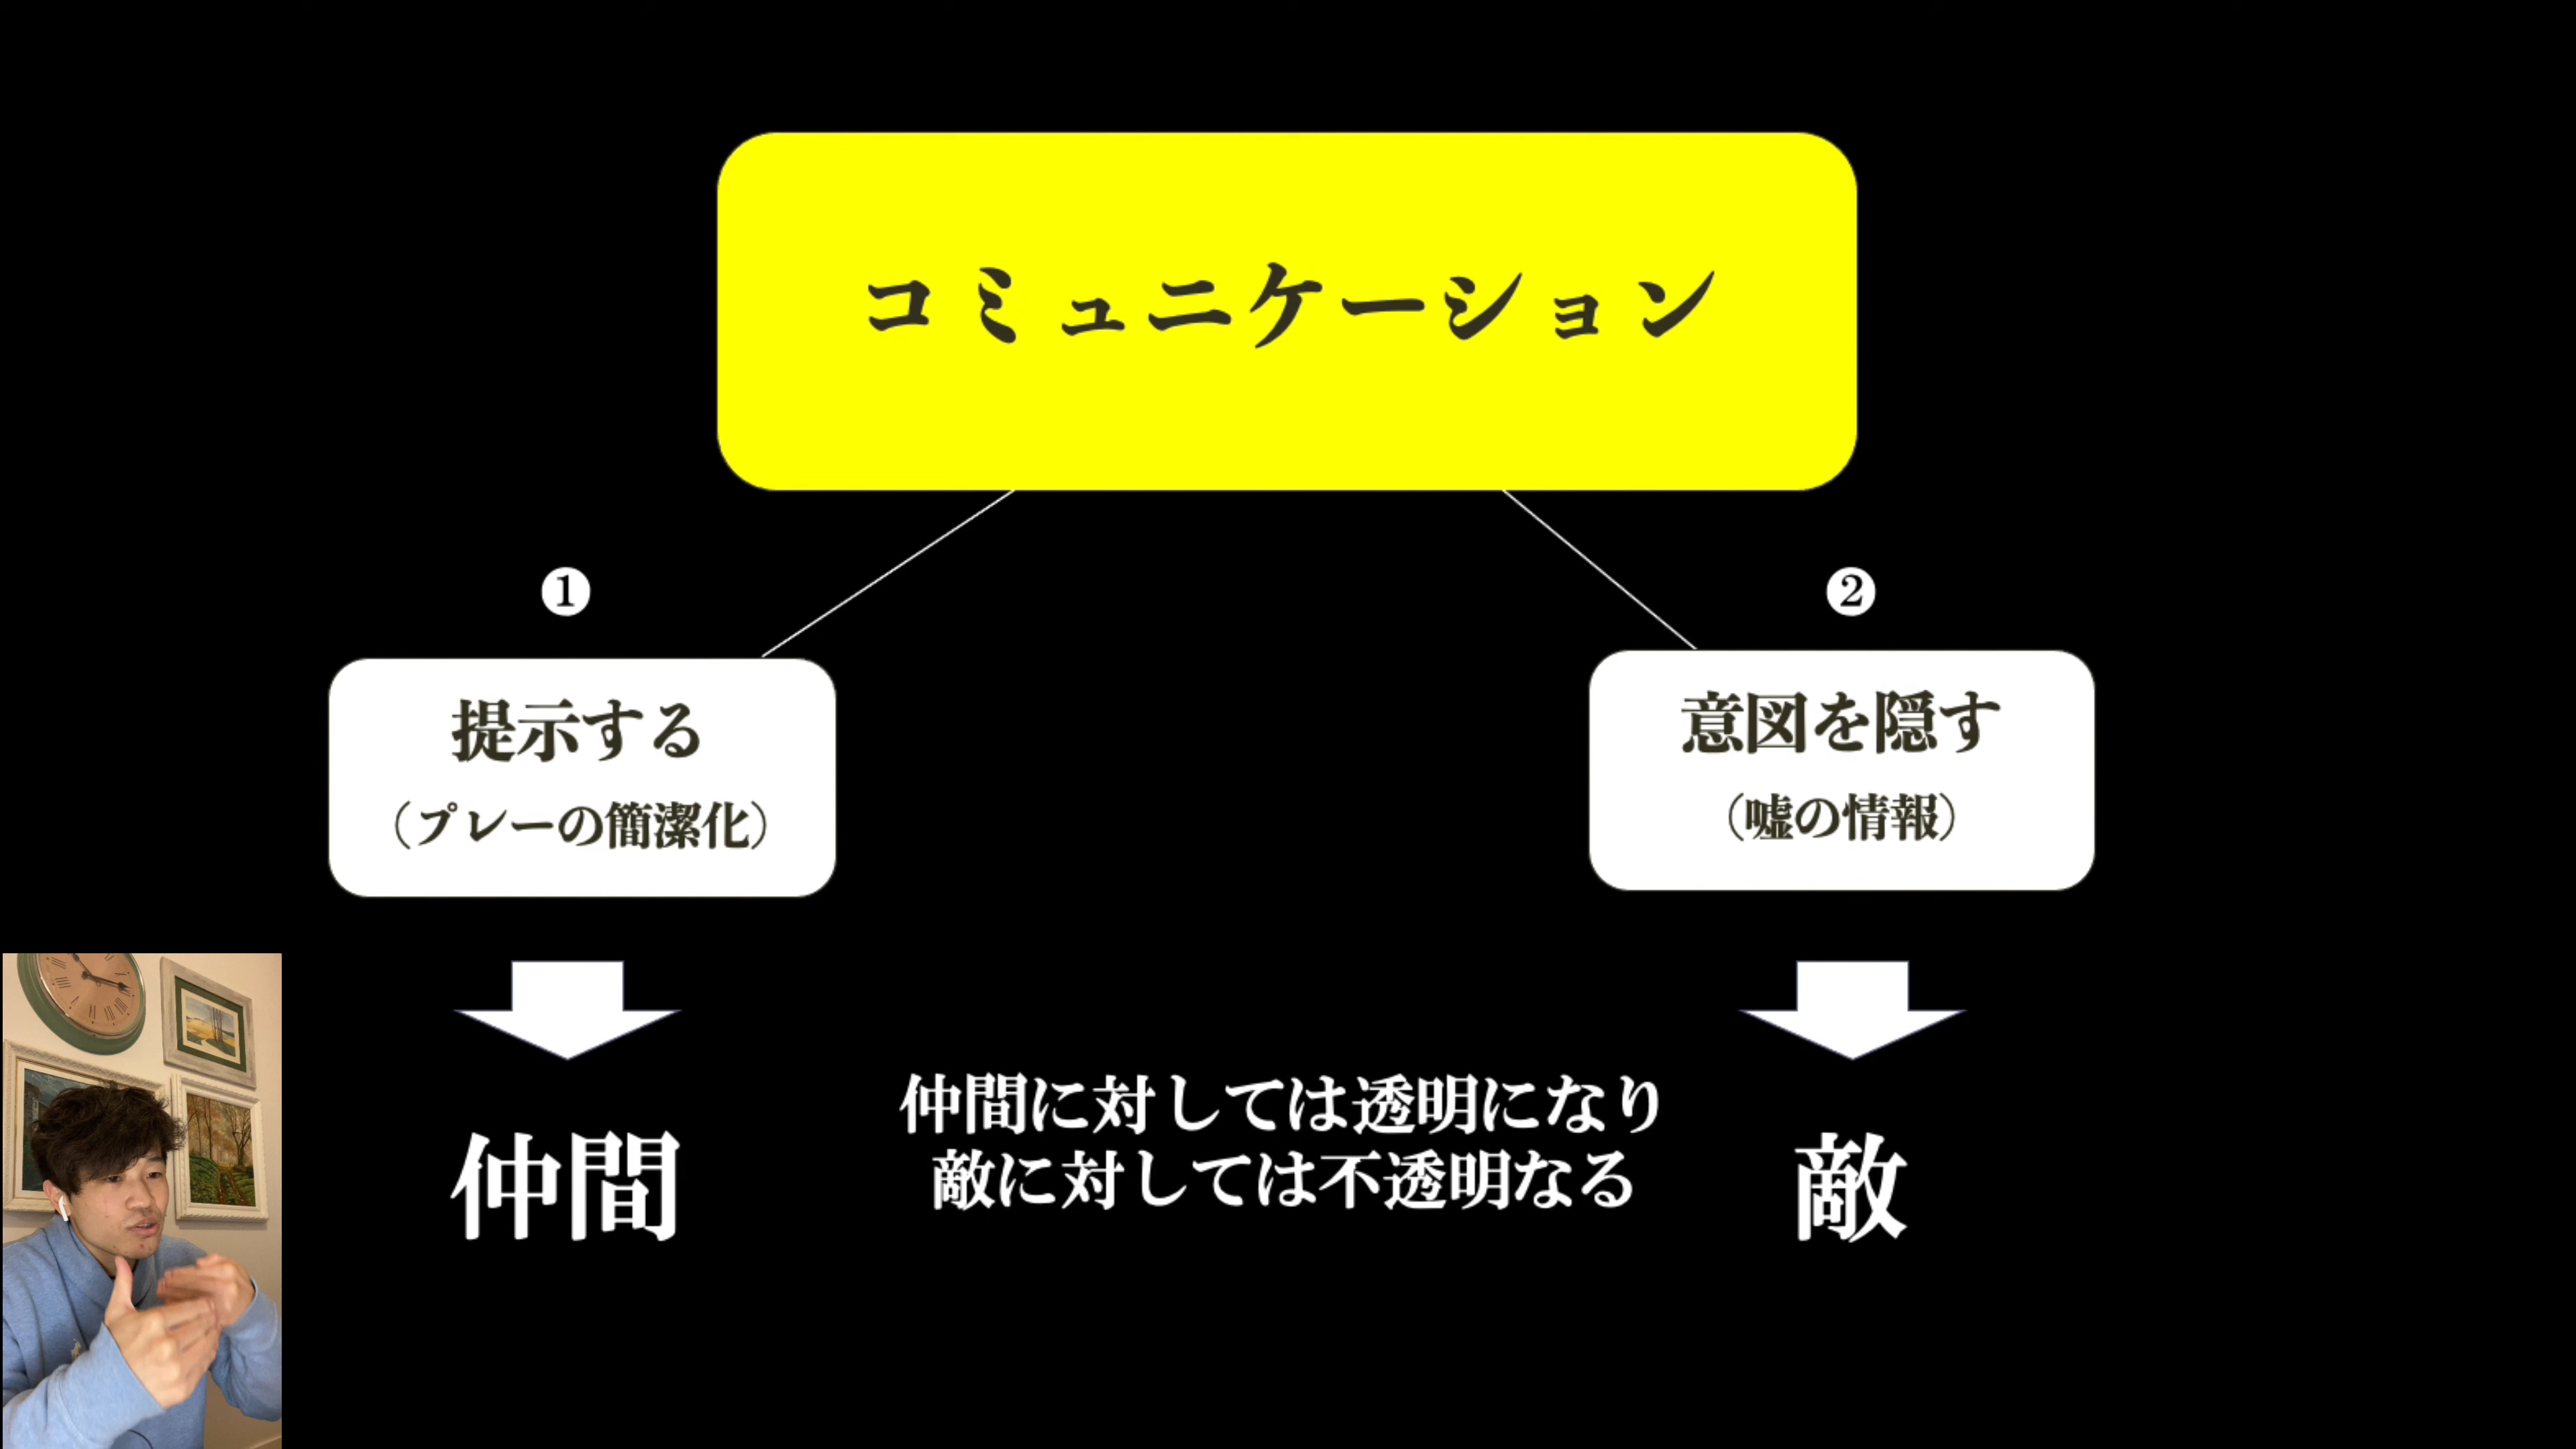 コミュニケーション
❶
❷
提示する
（プレーの簡潔化）
意図を隠す
（嘘の情報）
仲間
仲間に対しては透明になり
敵に対しては不透明なる
敵